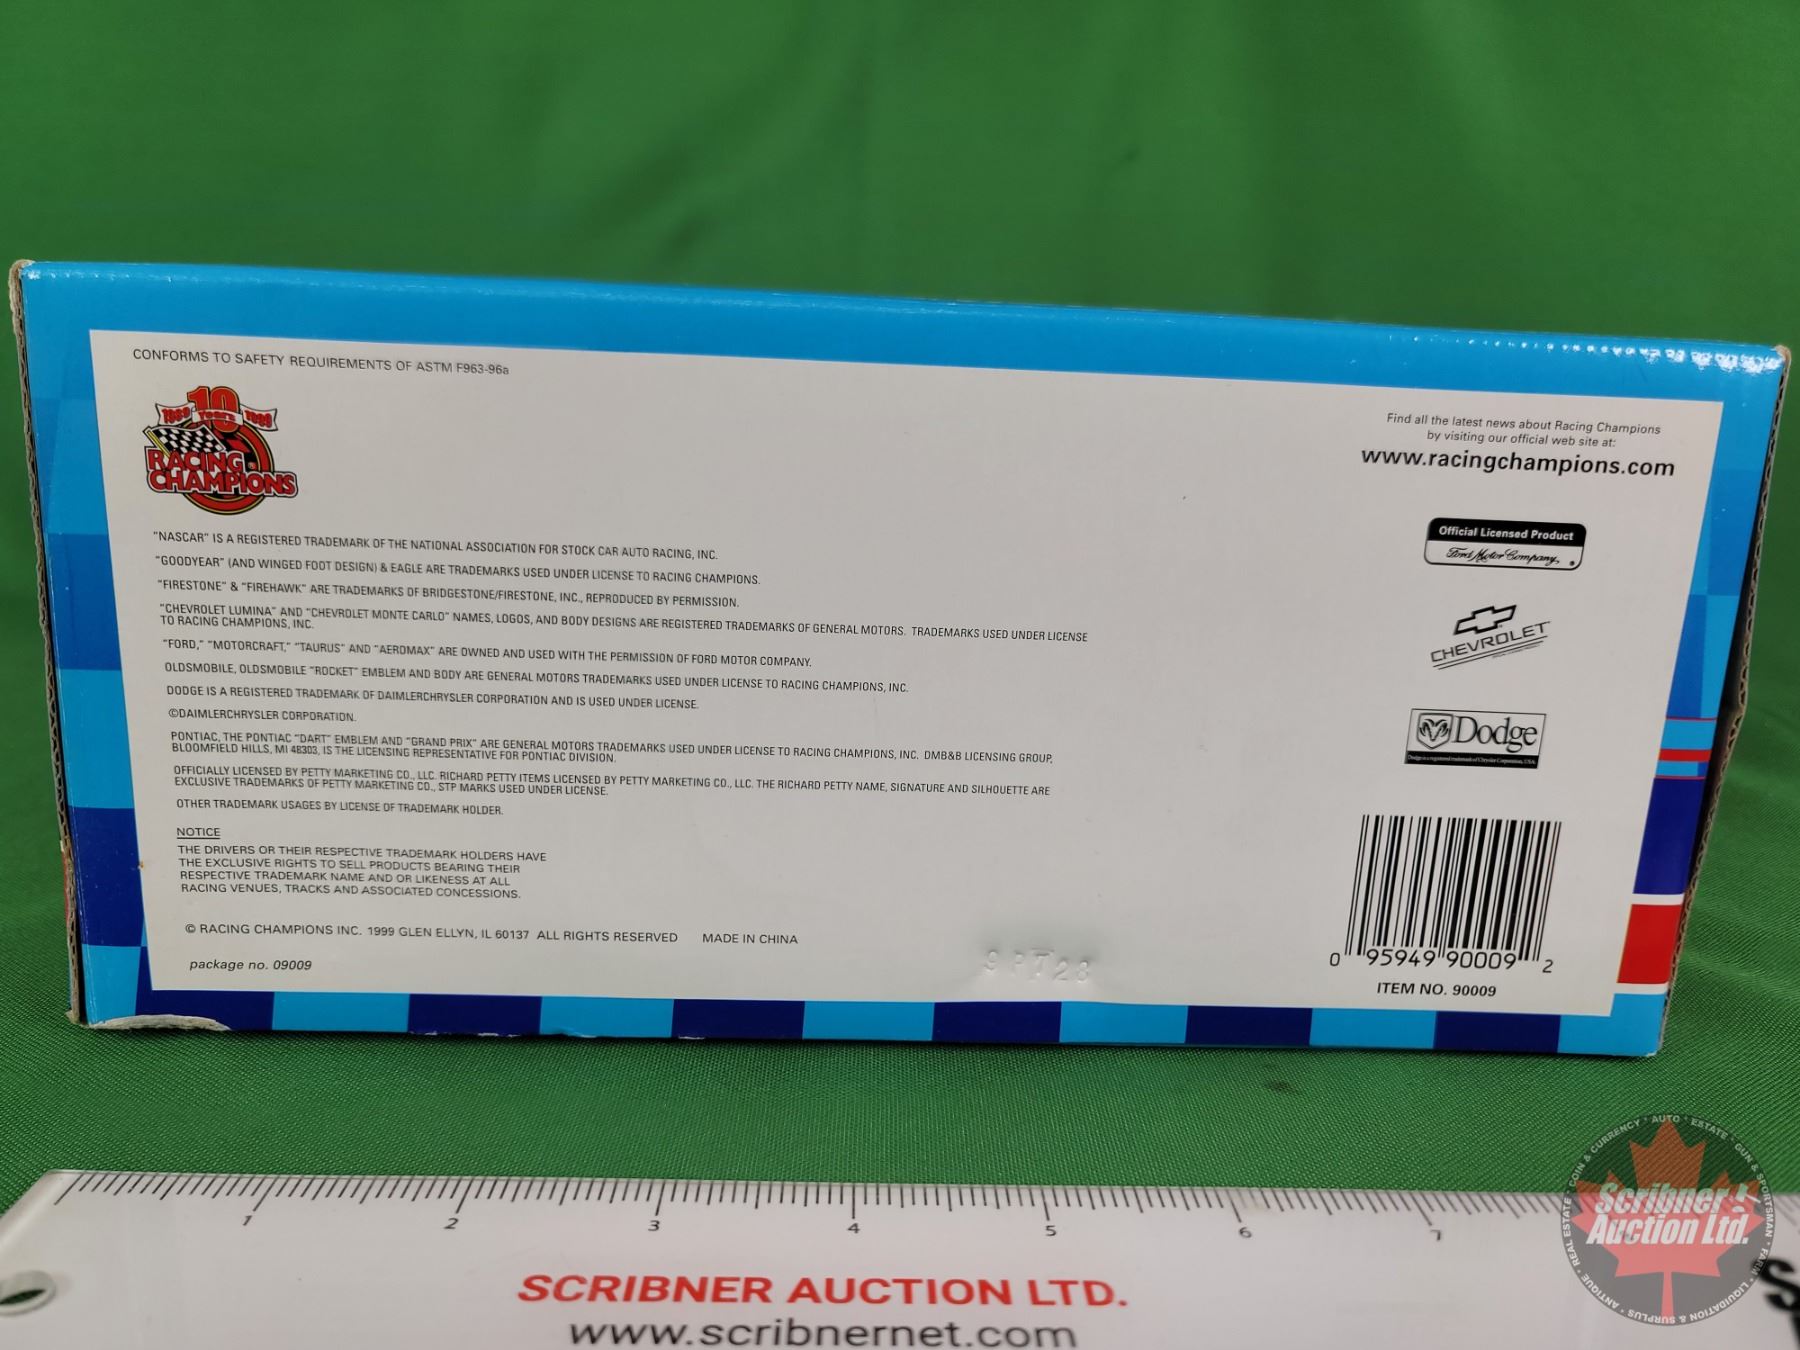 CONFORMS TO SAFETY REQUIREMENTS OF ASTM F963-96a
1989 10 Years 1999
RACING
CHAMPIONS
"NASCAR" IS A REGISTERED TRADEMARK OF THE NATIONAL ASSOCIATION FOR STOCK CAR AUTO RACING, INC.
"GOODYEAR" (AND WINGED FOOT DESIGN) & EAGLE ARE TRADEMARKS USED UNDER LICENSE TO RACING CHAMPIONS.
"FIRESTONE" & "FIREHAWK" ARE TRADEMARKS OF BRIDGESTONE/FIRESTONE, INC., REPRODUCED BY PERMISSION.
"CHEVROLET LUMINA" AND "CHEVROLET MONTE CARLO" NAMES, LOGOS, AND BODY DESIGNS ARE REGISTERED TRADEMARKS OF GENERAL MOTORS. TRADEMARKS USED UNDER LICENSE
TO RACING CHAMPIONS, INC.
"FORD," "MOTORCRAFT," "TAURUS" AND "AEROMAX" ARE OWNED AND USED WITH THE PERMISSION OF FORD MOTOR COMPANY.
OLDSMOBILE, OLDSMOBILE "ROCKET" EMBLEM AND BODY ARE GENERAL MOTORS TRADEMARKS USED UNDER LICENSE TO RACING CHAMPIONS, INC.
DODGE IS A REGISTERED TRADEMARK OF DAIMLERCHRYSLER CORPORATION AND IS USED UNDER LICENSE.
©DAIMLERCHRYSLER CORPORATION.
PONTIAC, THE PONTIAC "DART" EMBLEM AND "GRAND PRIX" ARE GENERAL MOTORS TRADEMARKS USED UNDER LICENSE TO RACING CHAMPIONS, INC. DMB&B LICENSING GROUP,
BLOOMFIELD HILLS, MI 48303, IS THE LICENSING REPRESENTATIVE FOR PONTIAC DIVISION.
OFFICIALLY LICENSED BY PETTY MARKETING CO., LLC. RICHARD PETTY ITEMS LICENSED BY PETTY MARKETING CO., LLC. THE RICHARD PETTY NAME, SIGNATURE AND SILHOUETTE ARE
EXCLUSIVE TRADEMARKS OF PETTY MARKETING CO., STP MARKS USED UNDER LICENSE.
OTHER TRADEMARK USAGES BY LICENSE OF TRADEMARK HOLDER.
NOTICE
THE DRIVERS OR THEIR RESPECTIVE TRADEMARK HOLDERS HAVE
THE EXCLUSIVE RIGHTS TO SELL PRODUCTS BEARING THEIR
RESPECTIVE TRADEMARK NAME AND OR LIKENESS AT ALL
RACING VENUES, TRACKS AND ASSOCIATED CONCESSIONS.
© RACING CHAMPIONS INC. 1999 GLEN ELLYN, IL 60137 ALL RIGHTS RESERVED MADE IN CHINA
package no. 09009
Find all the latest news about Racing Champions
by visiting our official web site at:
www.racingchampions.com
Official Licensed Product
Ford Motor Company
CHEVROLET
Dodge
0 95949 90009 2
ITEM NO. 90009
1 2 3 4 5 6 7
SCRIBNER AUCTION LTD.
www.scribnernet.com
Scribner
Auction Ltd.
COIN & CURRENCY * AUTO * ESTATE * GUN & SPORTSMAN * FARM * LIQUIDATION & SURPLUS * ANTIQUE * REAL ESTATE